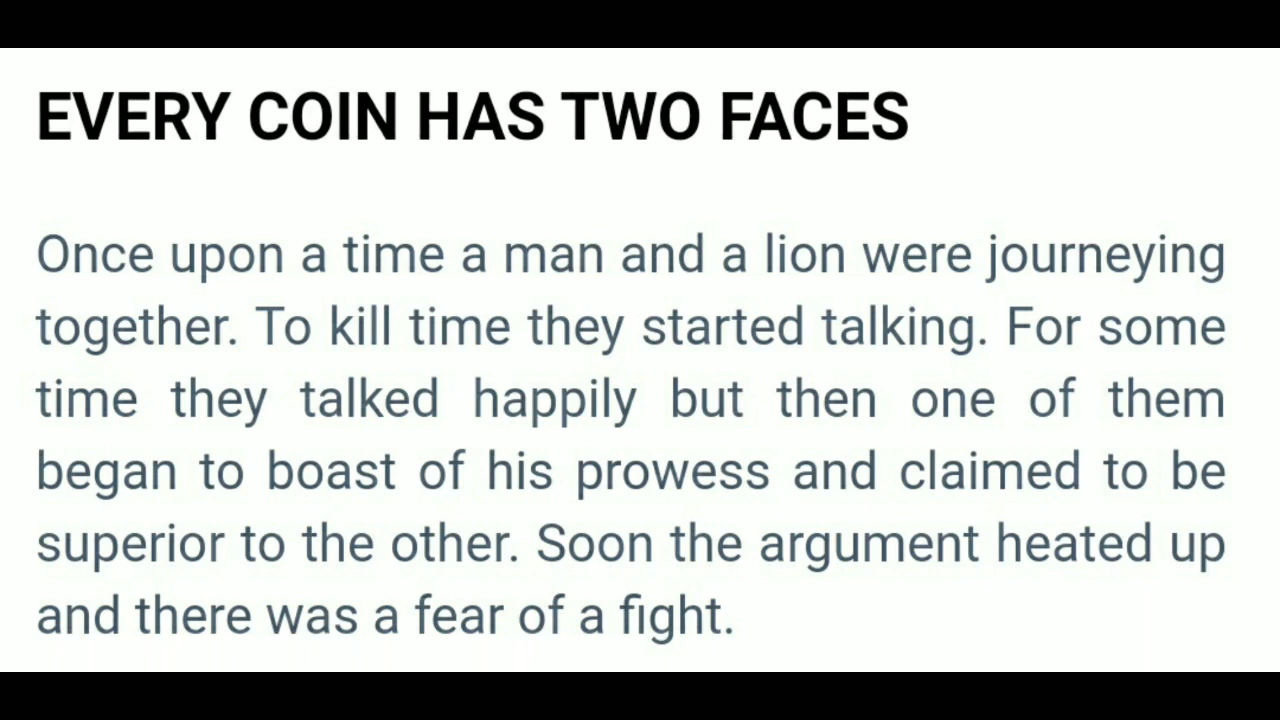 EVERY COIN HAS TWO FACES
Once upon a time a man and a lion were journeying
together. To kill time they started talking. For some
time they talked happily but then one of them
began to boast of his prowess and claimed to be
superior to the other. Soon the argument heated up
and there was a fear of a fight.